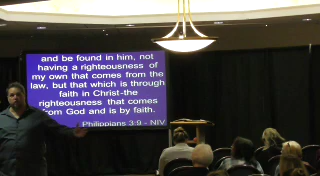 and be found in him, not
having a righteousness of
my own that comes from the
law, but that which is through
faith in Christ-the
righteousness that comes
from God and is by faith.
Philippians 3:9 - NIV